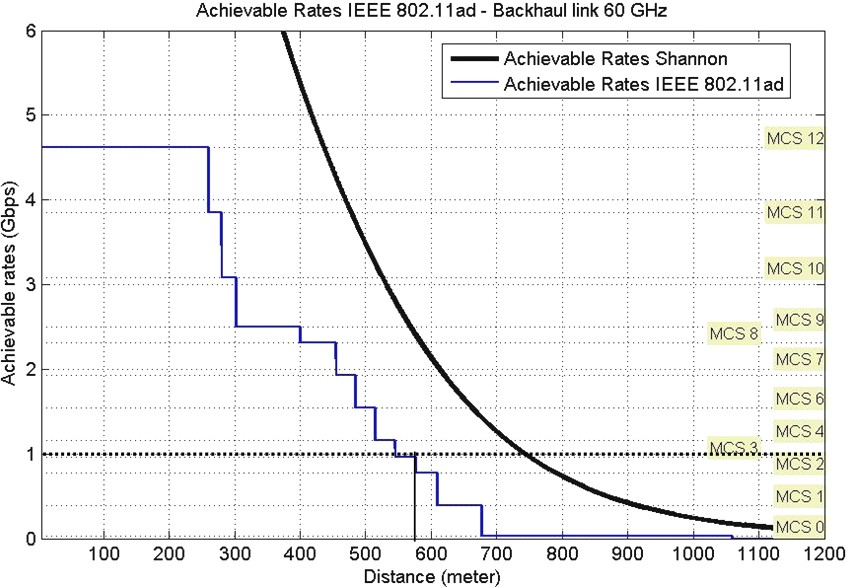 Achievable Rates IEEE 802.11ad - Backhaul link 60 GHz
Achievable Rates Shannon
Achievable Rates IEEE 802.11ad
Achievable rates (Gbps)
6
5
4
3
2
1
0
MCS 12
MCS 11
MCS 10
MCS 9
MCS 8
MCS 7
MCS 6
MCS 4
MCS 3
MCS 2
MCS 1
MCS 0
100 200 300 400 500 600 700 800 900 1000 1100 1200
Distance (meter)